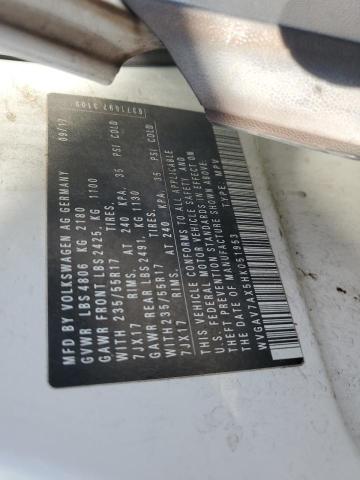 MFD BY VOLKSWAGEN AG GERMANY 09/17
GVWR LBS4806 KG 2180
GAWR FRONT LBS2425, KG 1100
WITH 235/55R17 TIRES,
7JX17 RIMS, AT 240 KPA, 35 PSI COLD
GAWR REAR LBS2491, KG 1130
WITH235/55R17 TIRES,
7JX17 RIMS, AT 240 KPA, 35 PSI COLD
THIS VEHICLE CONFORMS TO ALL APPLICABLE
U.S. FEDERAL MOTOR VEHICLE SAFETY AND
THEFT PREVENTION STANDARDS IN EFFECT ON
THE DATE OF MANUFACTURE SHOWN ABOVE.
WVGAV7AX5HK051953 TYPE: MPV